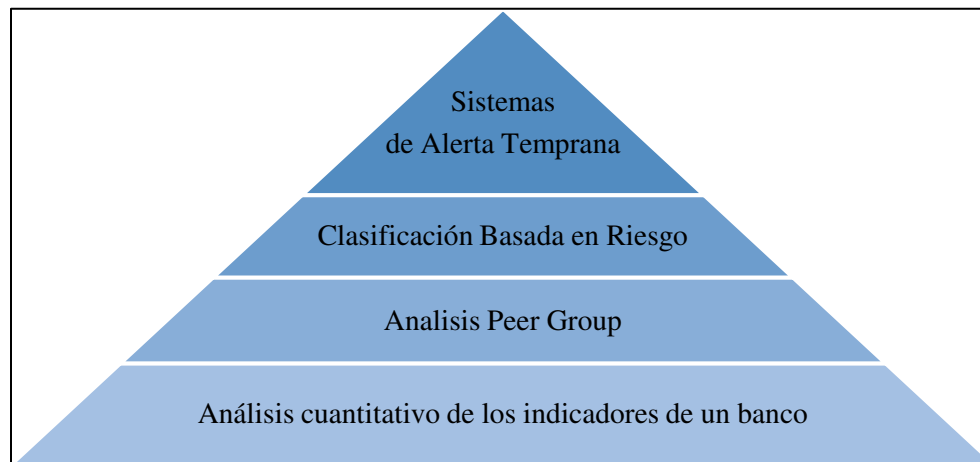 Sistemas
de Alerta Temprana
Clasificación Basada en Riesgo
Analisis Peer Group
Análisis cuantitativo de los indicadores de un banco